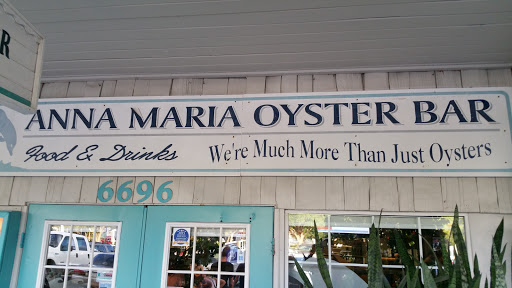 R
ANNA MARIA OYSTER BAR
Food & Drinks We're Much More Than Just Oysters
6696